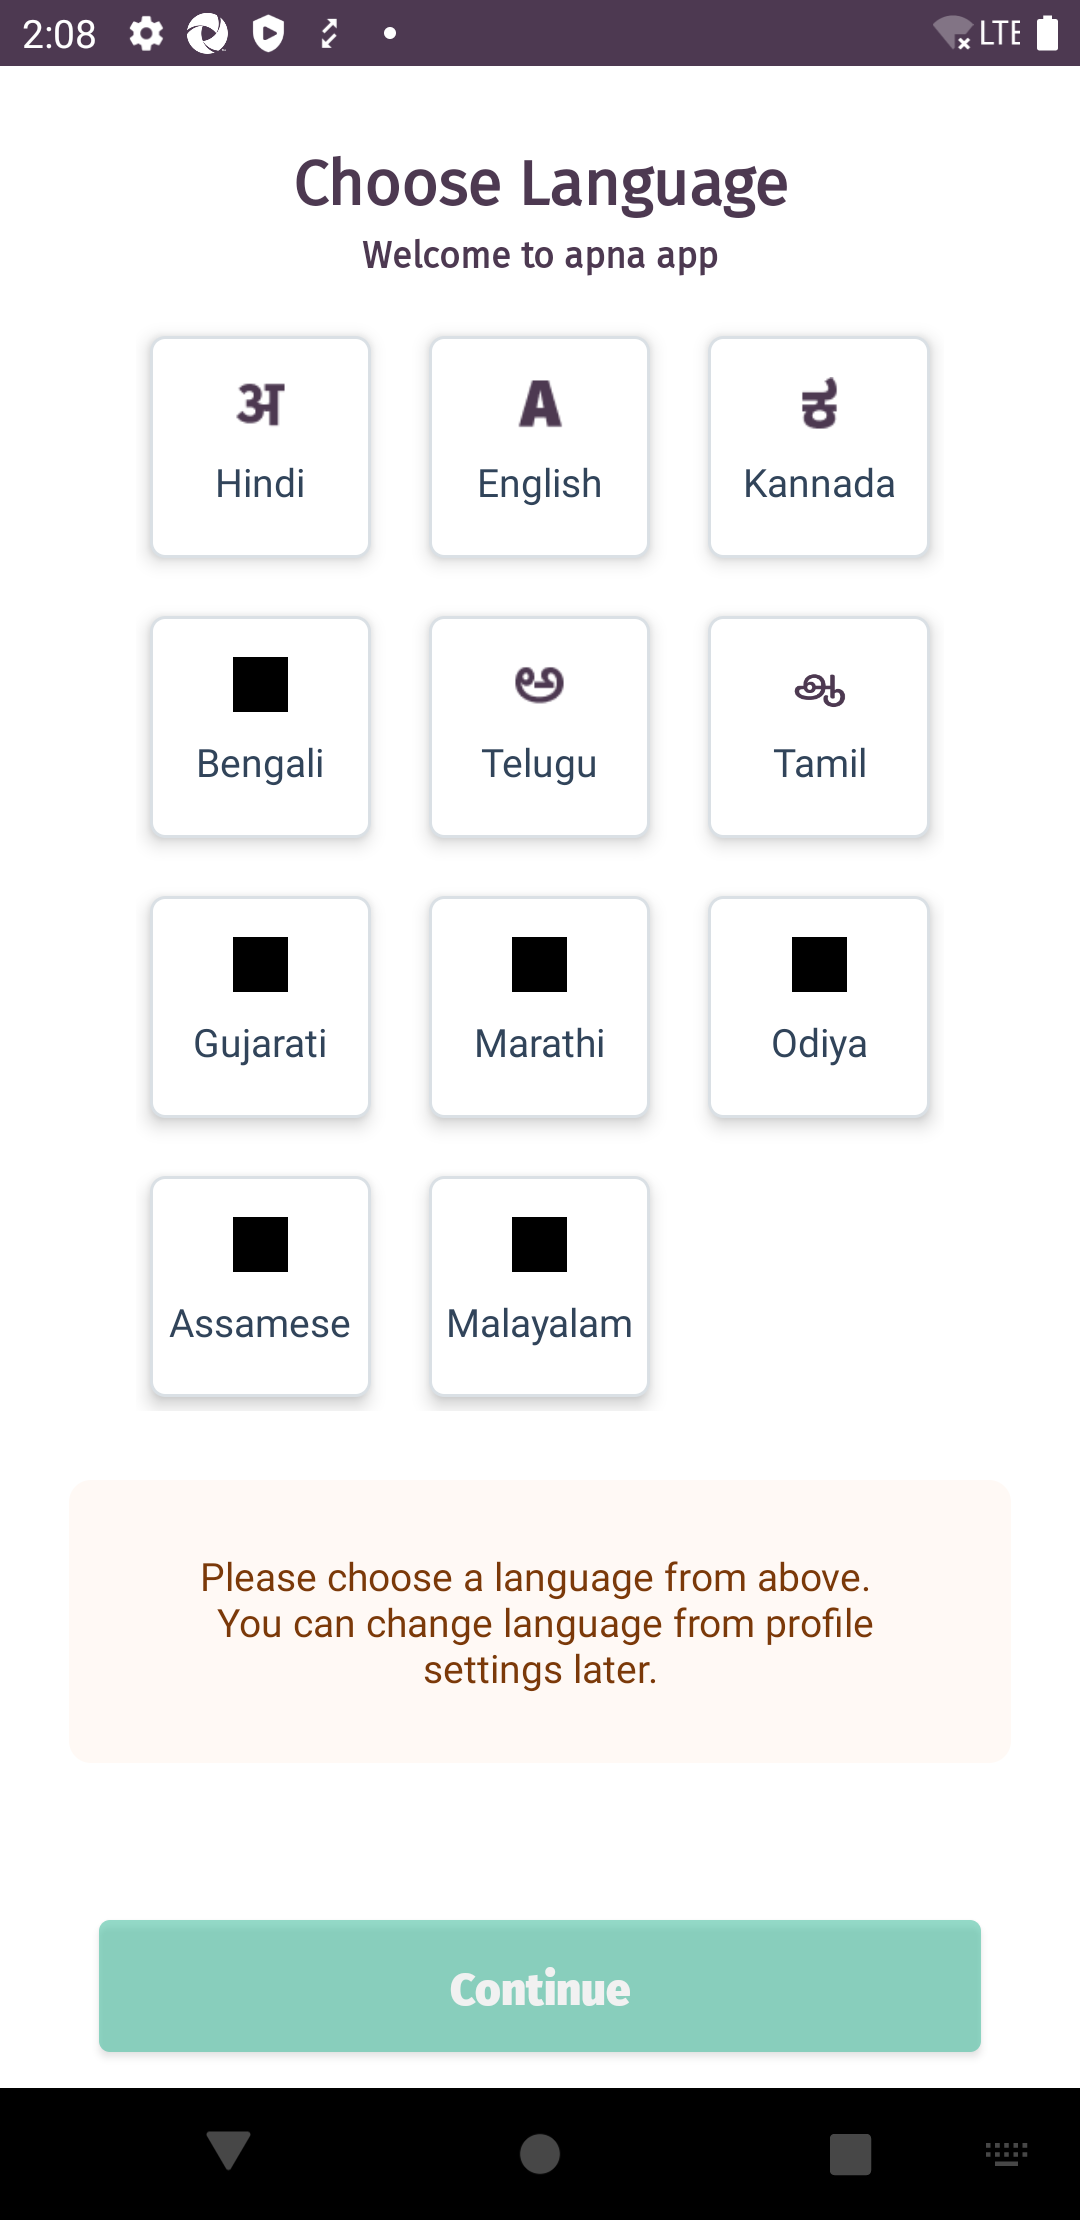 2:08 LTE
Choose Language
Welcome to apna app
अ A ಕ
Hindi English Kannada
అ ஆ
Bengali Telugu Tamil
Gujarati Marathi Odiya
Assamese Malayalam
Please choose a language from above.
You can change language from profile
settings later.
Continue